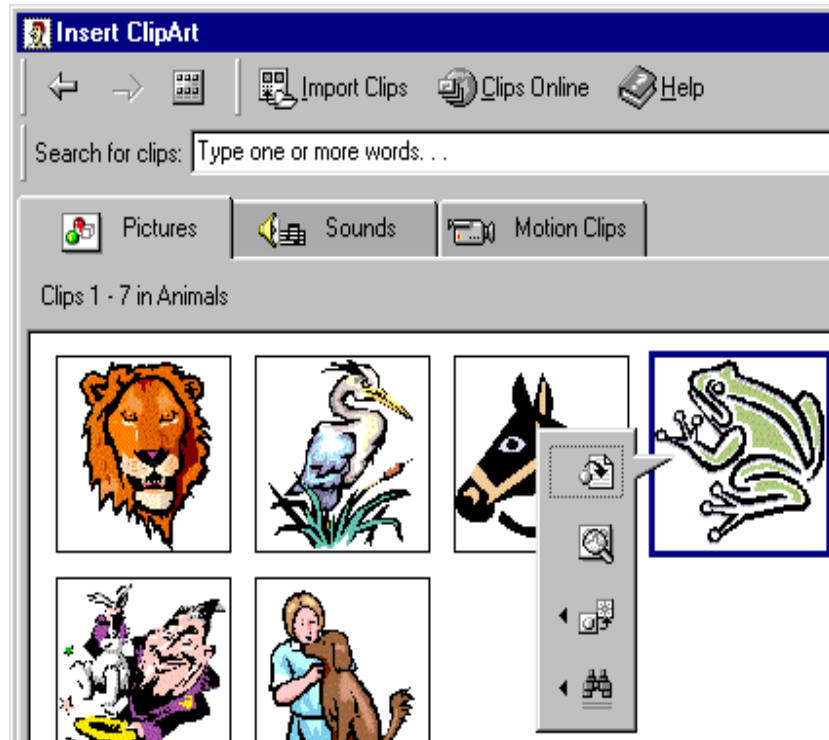 Insert ClipArt
Import Clips Clips Online Help
Search for clips: Type one or more words. . .
Pictures Sounds Motion Clips
Clips 1 - 7 in Animals